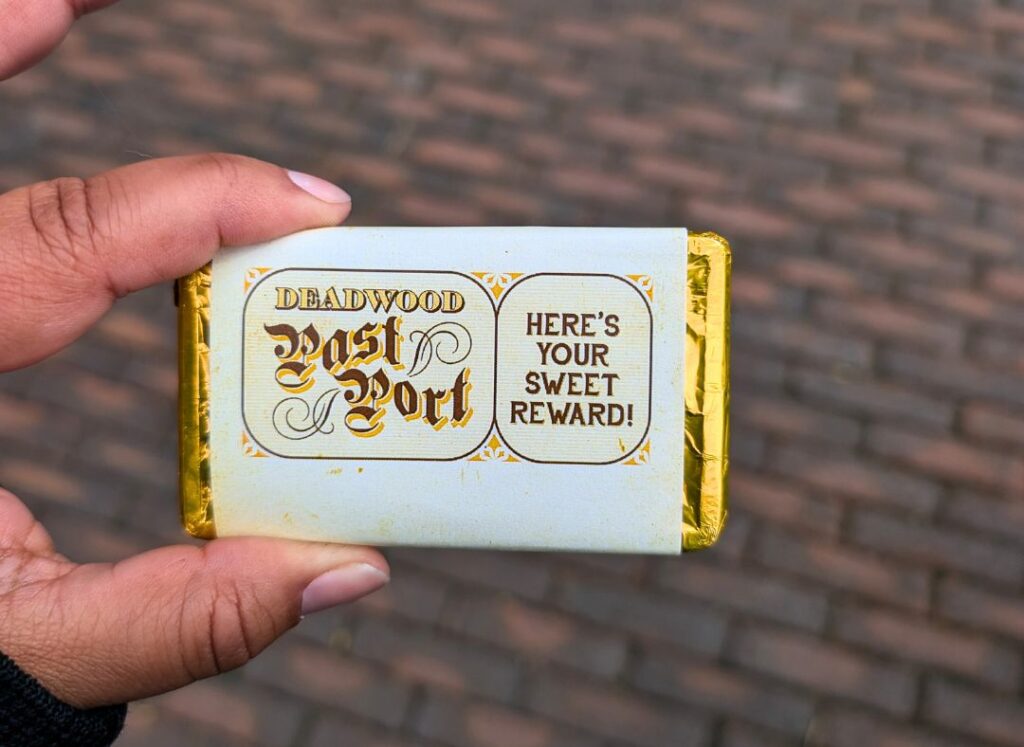 DEADWOOD
Past
Port
HERE'S
YOUR
SWEET
REWARD!